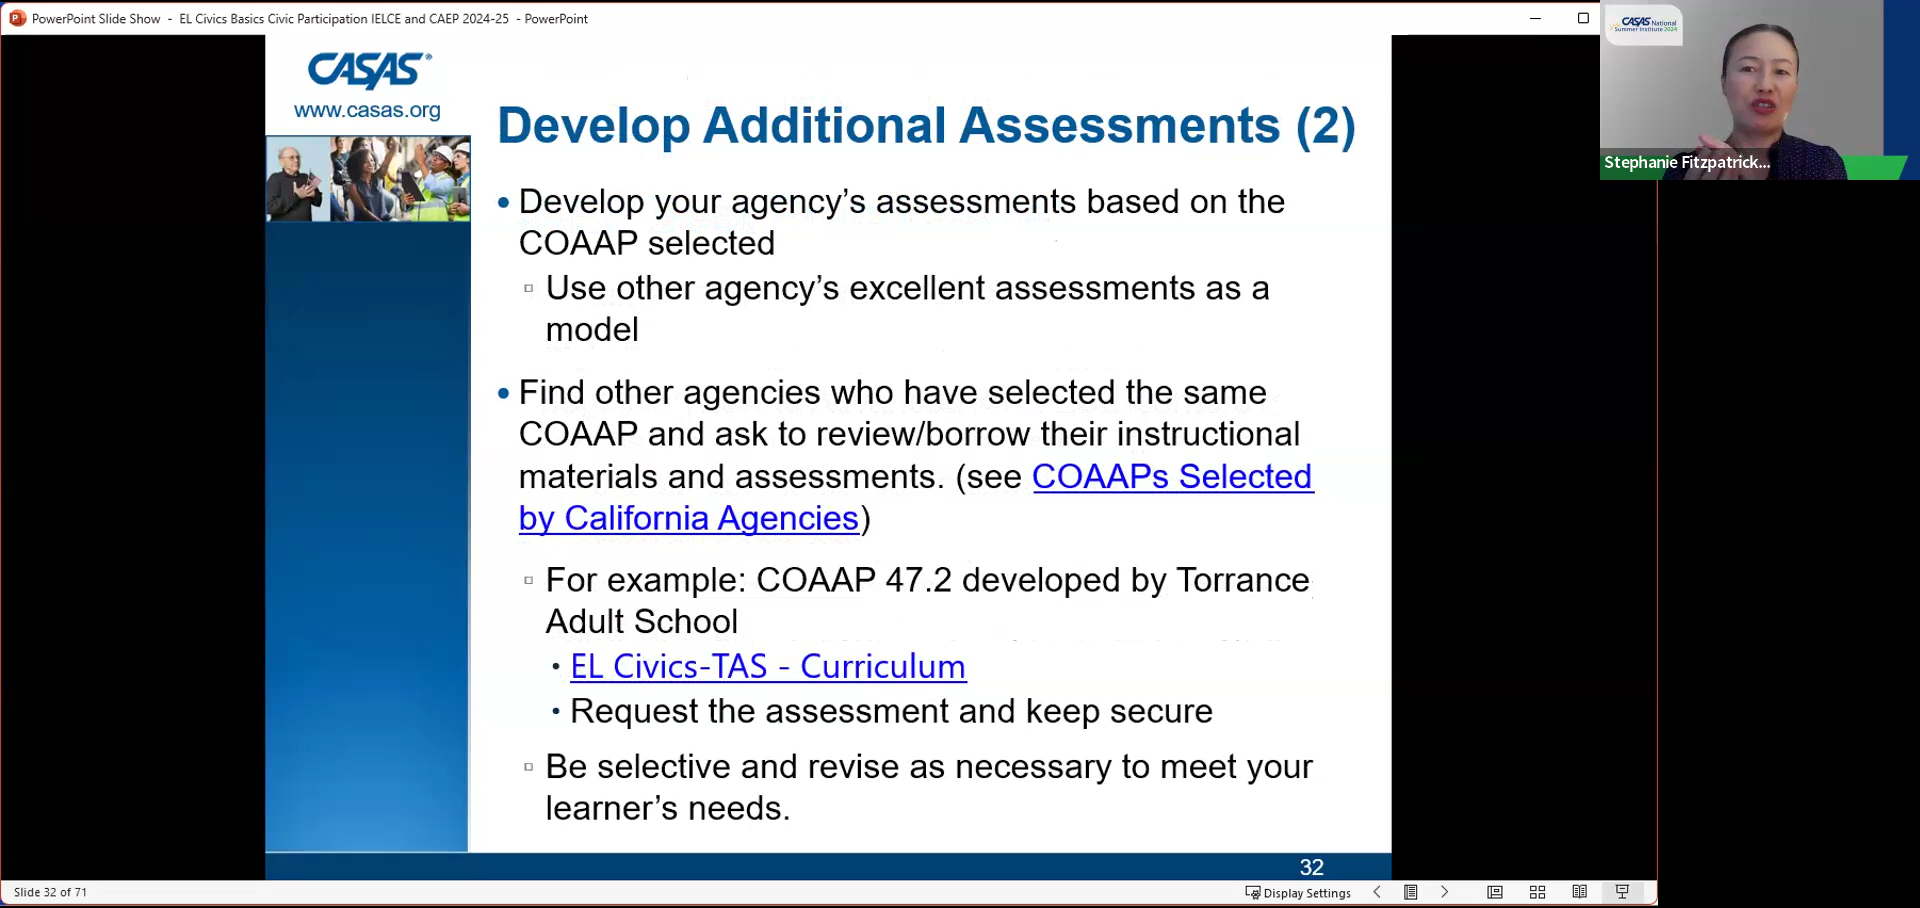 PowerPoint Slide Show - EL Civics Basics Civic Participation IELCE and CAEP 2024-25 - PowerPoint
CASAS National
Summer Institute 2024
Stephanie Fitzpatrick...
CASAS®
www.casas.org
Develop Additional Assessments (2)
• Develop your agency’s assessments based on the
COAAP selected
▫ Use other agency’s excellent assessments as a
model
• Find other agencies who have selected the same
COAAP and ask to review/borrow their instructional
materials and assessments. (see COAAPs Selected
by California Agencies)
▫ For example: COAAP 47.2 developed by Torrance
Adult School
• EL Civics-TAS - Curriculum
• Request the assessment and keep secure
▫ Be selective and revise as necessary to meet your
learner’s needs.
32
Slide 32 of 71
Display Settings